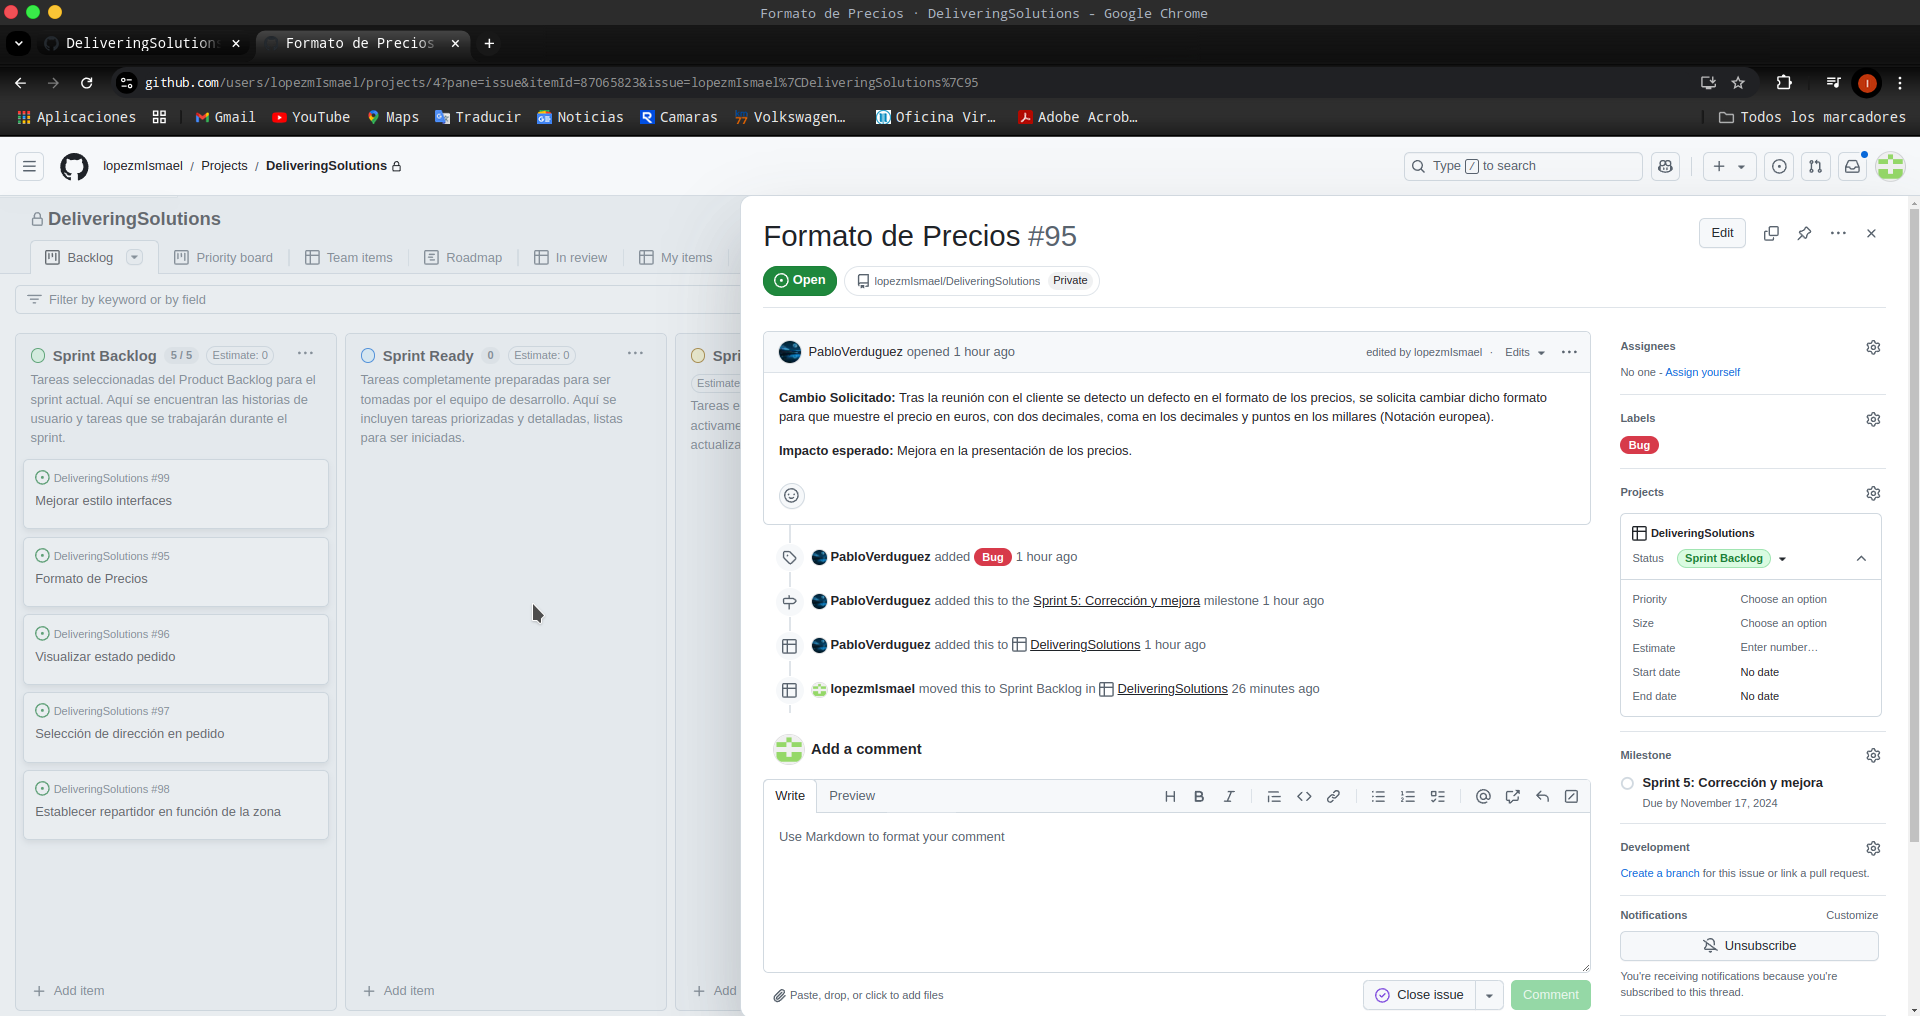 Formato de Precios · DeliveringSolutions - Google Chrome
DeliveringSolution
Formato de Precios
github.com/users/lopezmIsmael/projects/4?pane=issue&itemId=87065823&issue=lopezmIsmael%7CDeliveringSolutions%7C95
I
Aplicaciones
Gmail
YouTube
Maps
Traducir
Noticias
Camaras
Volkswagen…
Oficina Vir…
Adobe Acrob…
Todos los marcadores
lopezmIsmael / Projects / DeliveringSolutions
Type / to search
DeliveringSolutions
Backlog
Priority board
Team items
Roadmap
In review
My items
Filter by keyword or by field
Sprint Backlog 5 / 5 Estimate: 0
Tareas seleccionadas del Product Backlog para el
sprint actual. Aquí se encuentran las historias de
usuario y tareas que se trabajarán durante el
sprint.
DeliveringSolutions #99
Mejorar estilo interfaces
DeliveringSolutions #95
Formato de Precios
DeliveringSolutions #96
Visualizar estado pedido
DeliveringSolutions #97
Selección de dirección en pedido
DeliveringSolutions #98
Establecer repartidor en función de la zona
Add item
Sprint Ready 0 Estimate: 0
Tareas completamente preparadas para ser
tomadas por el equipo de desarrollo. Aquí se
incluyen tareas priorizadas y detalladas, listas
para ser iniciadas.
Add item
Spri
Estimate
Tareas e
activame
actualiza
Add
Formato de Precios #95
Edit
Open
lopezmIsmael/DeliveringSolutions Private
PabloVerduguez opened 1 hour ago
edited by lopezmIsmael · Edits
Cambio Solicitado: Tras la reunión con el cliente se detecto un defecto en el formato de los precios, se solicita cambiar dicho formato
para que muestre el precio en euros, con dos decimales, coma en los decimales y puntos en los millares (Notación europea).
Impacto esperado: Mejora en la presentación de los precios.
PabloVerduguez added Bug 1 hour ago
PabloVerduguez added this to the Sprint 5: Corrección y mejora milestone 1 hour ago
PabloVerduguez added this to DeliveringSolutions 1 hour ago
lopezmIsmael moved this to Sprint Backlog in DeliveringSolutions 26 minutes ago
Add a comment
Write
Preview
Use Markdown to format your comment
Paste, drop, or click to add files
Close issue
Comment
Assignees
No one - Assign yourself
Labels
Bug
Projects
DeliveringSolutions
Status Sprint Backlog
Priority Choose an option
Size Choose an option
Estimate Enter number…
Start date No date
End date No date
Milestone
Sprint 5: Corrección y mejora
Due by November 17, 2024
Development
Create a branch for this issue or link a pull request.
Notifications Customize
Unsubscribe
You're receiving notifications because you're
subscribed to this thread.